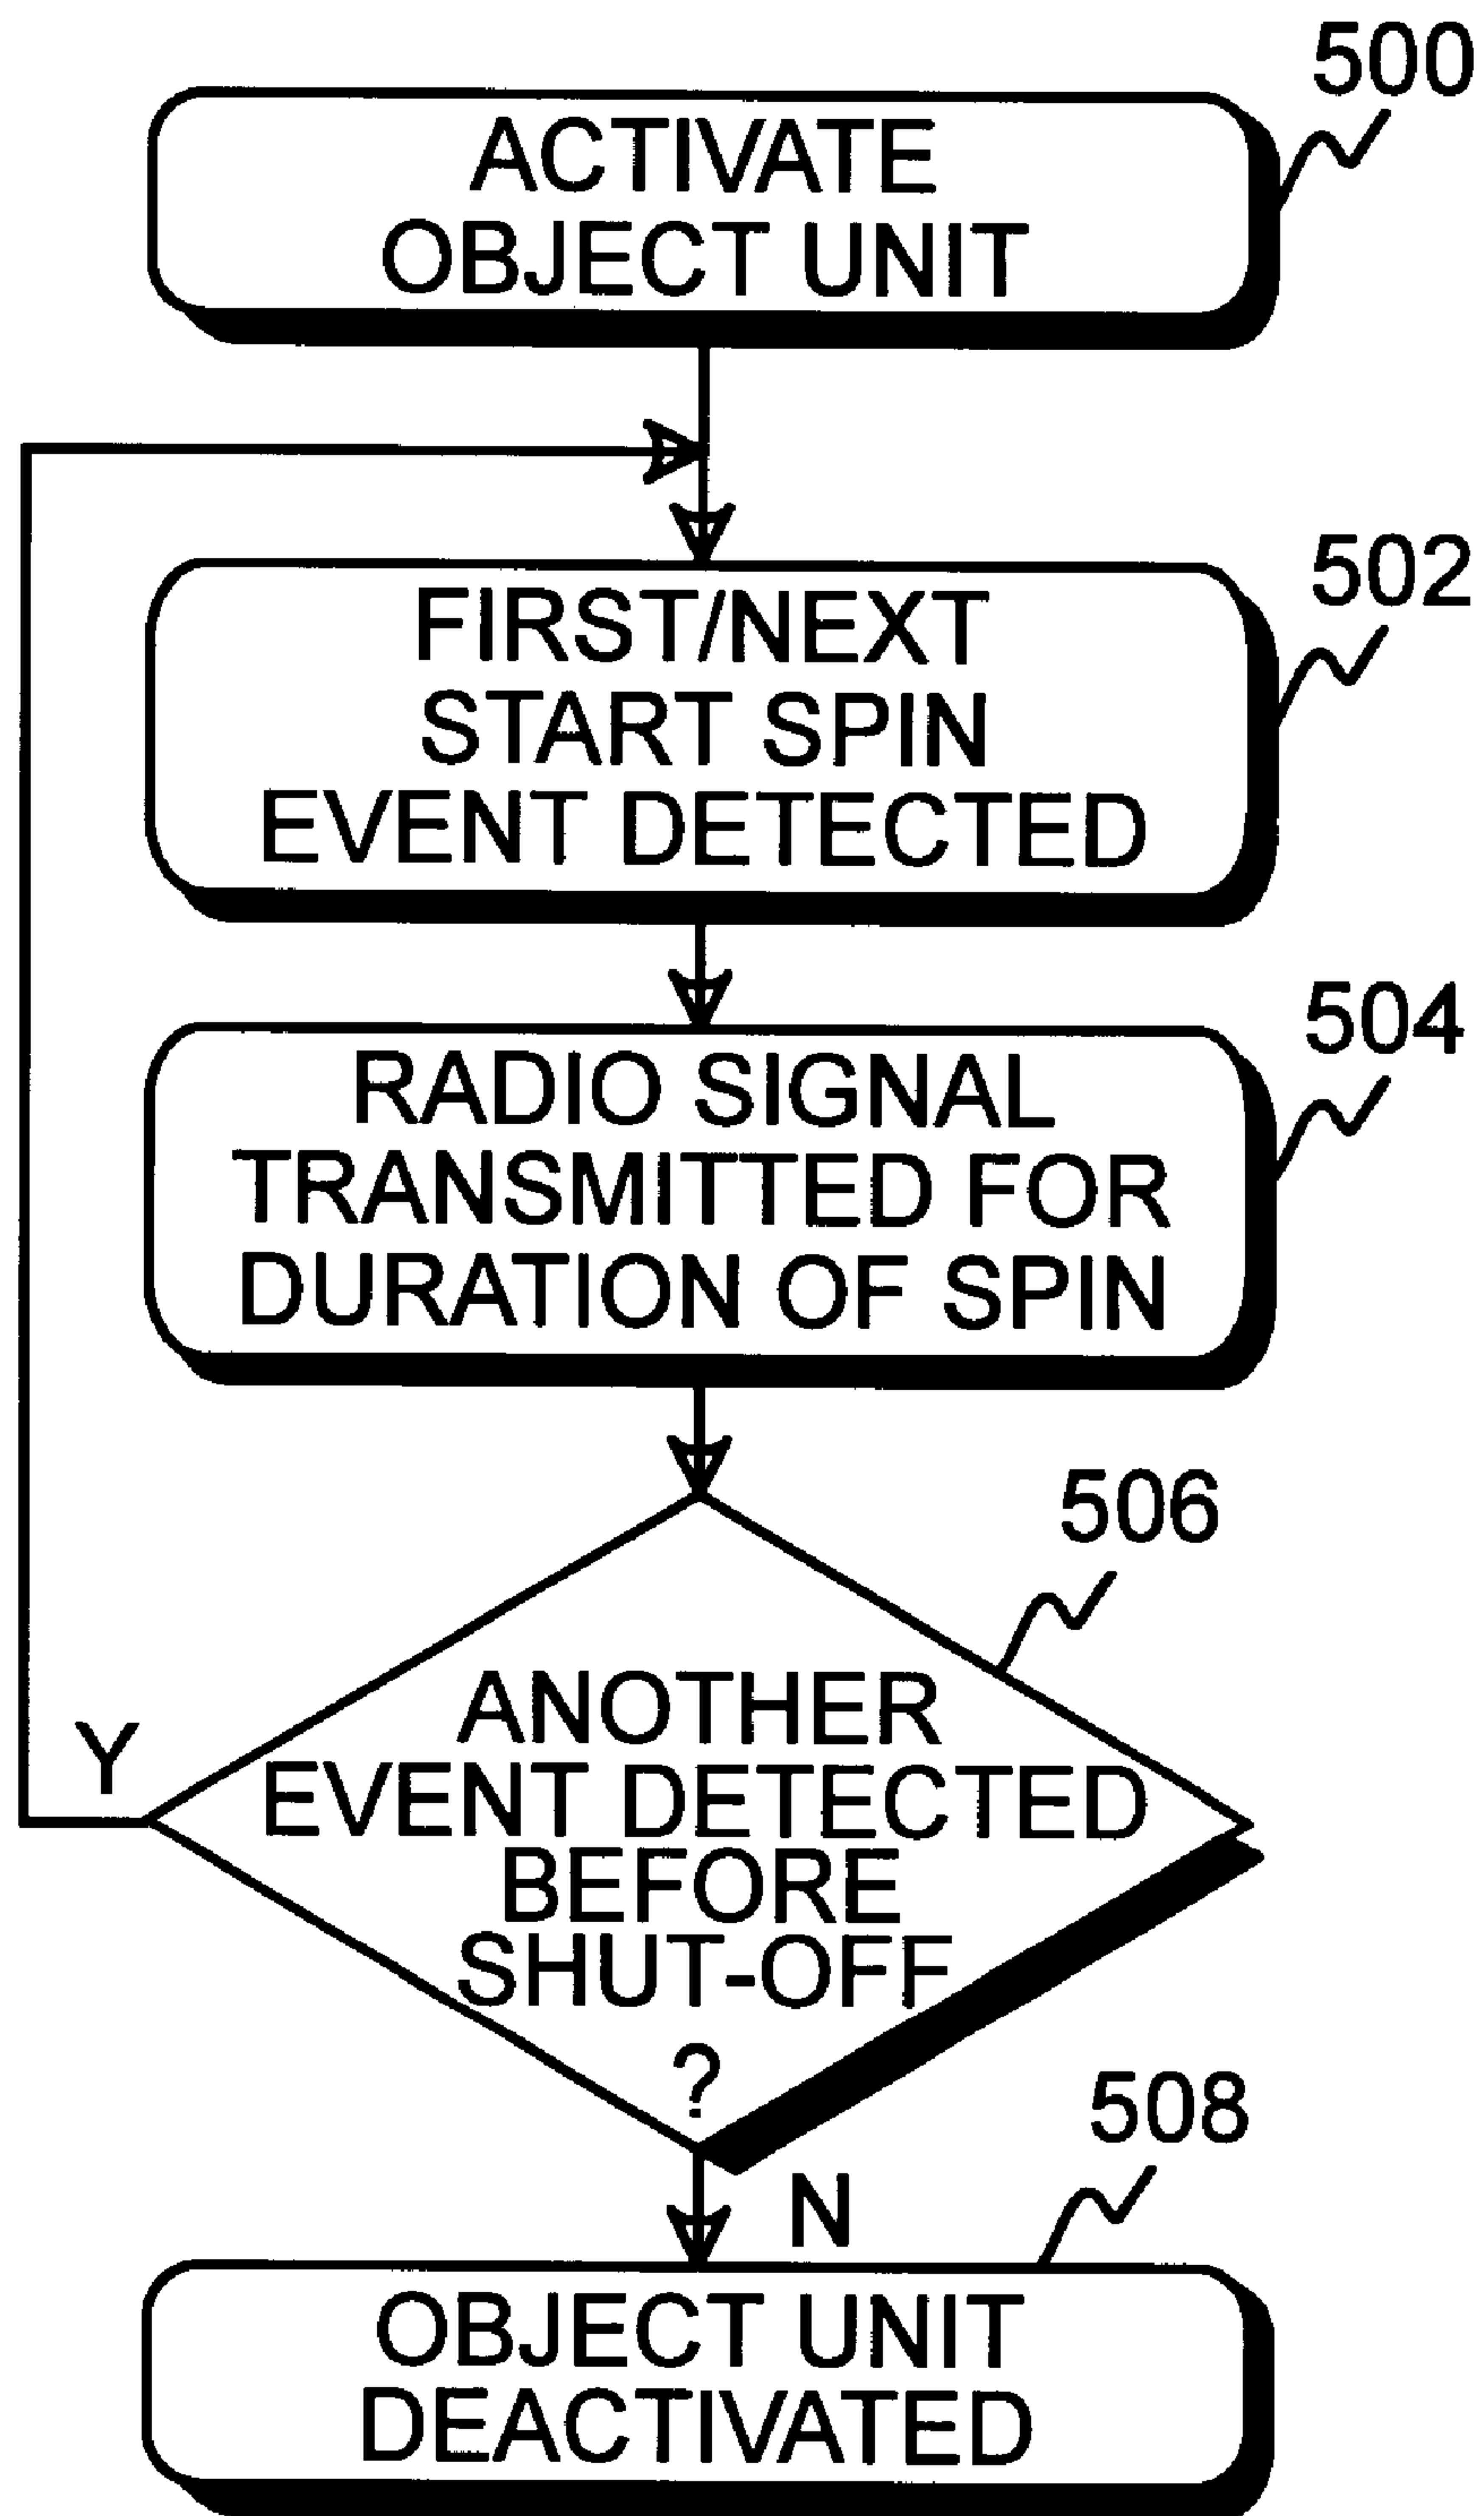 500
ACTIVATE
OBJECT UNIT
502
FIRST/NEXT
START SPIN
EVENT DETECTED
504
RADIO SIGNAL
TRANSMITTED FOR
DURATION OF SPIN
506
ANOTHER
EVENT DETECTED
BEFORE
SHUT-OFF
?
Y
N
508
OBJECT UNIT
DEACTIVATED